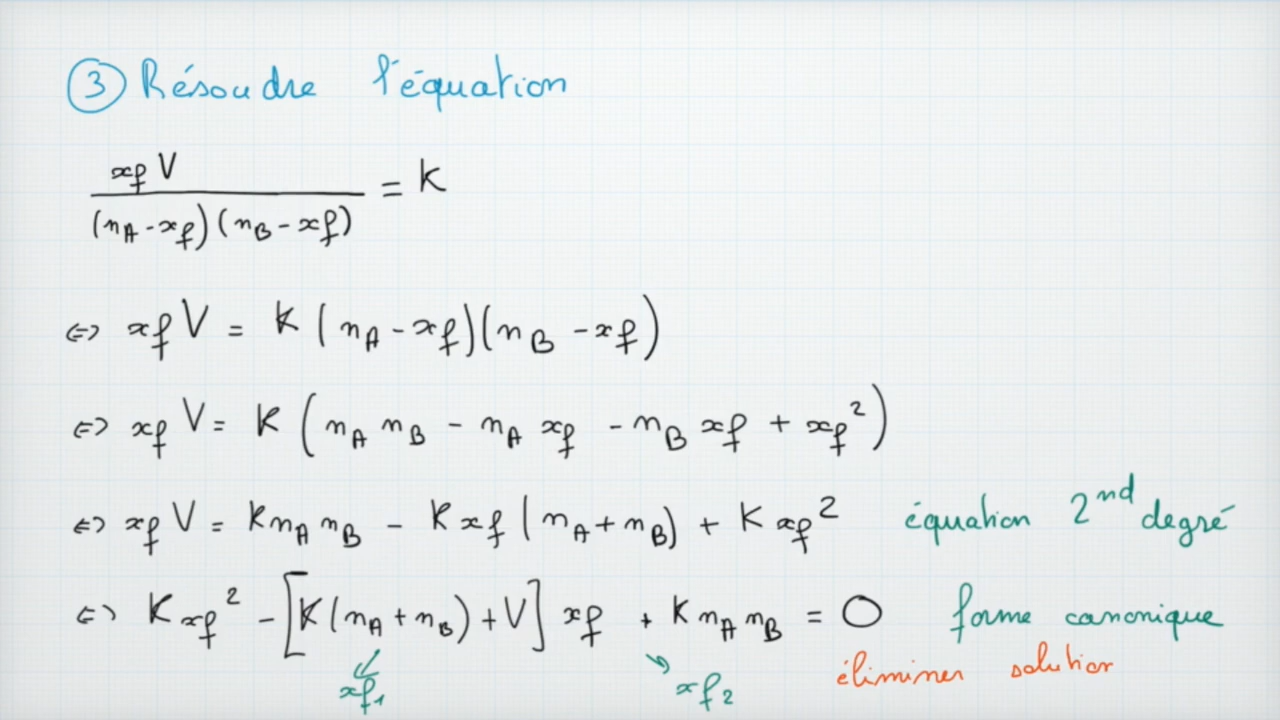 ③ Résoudre l'équation
xf V / (nA - xf)(nB - xf) = K
⇔ xf V = K (nA - xf)(nB - xf)
⇔ xf V = K (nA nB - nA xf - nB xf + xf²)
⇔ xf V = K nA nB - K xf (nA + nB) + K xf² équation 2nd degré
⇔ K xf² - [K(nA + nB) + V] xf + K nA nB = 0 forme canonique
↙ xf1 ↘ xf2 éliminer solution